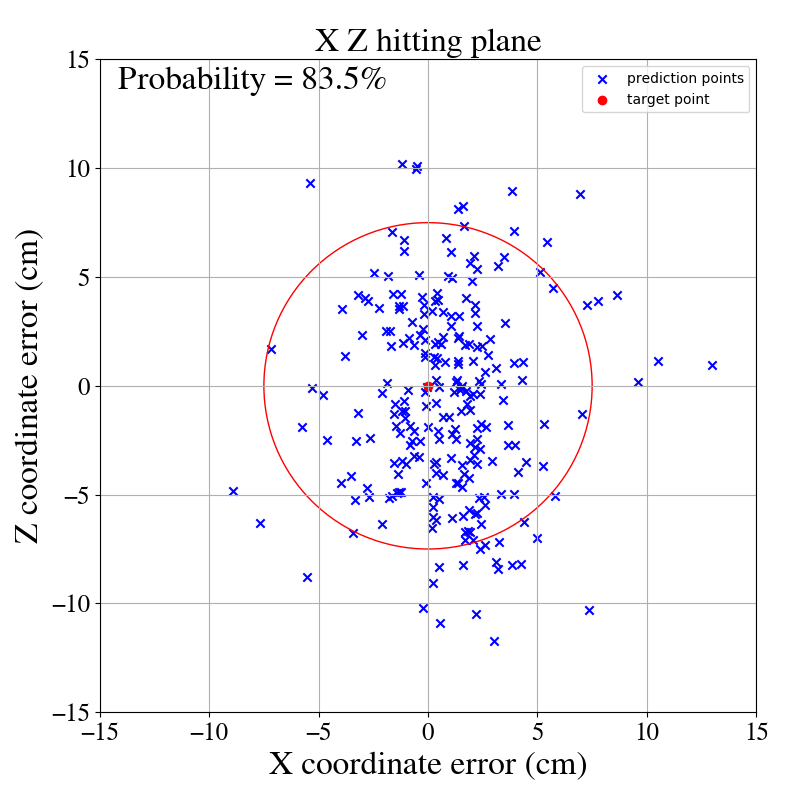 X Z hitting plane
Probability = 83.5%
prediction points
target point
Z coordinate error (cm)
15
10
5
0
−5
−10
−15
−15 −10 −5 0 5 10 15
X coordinate error (cm)